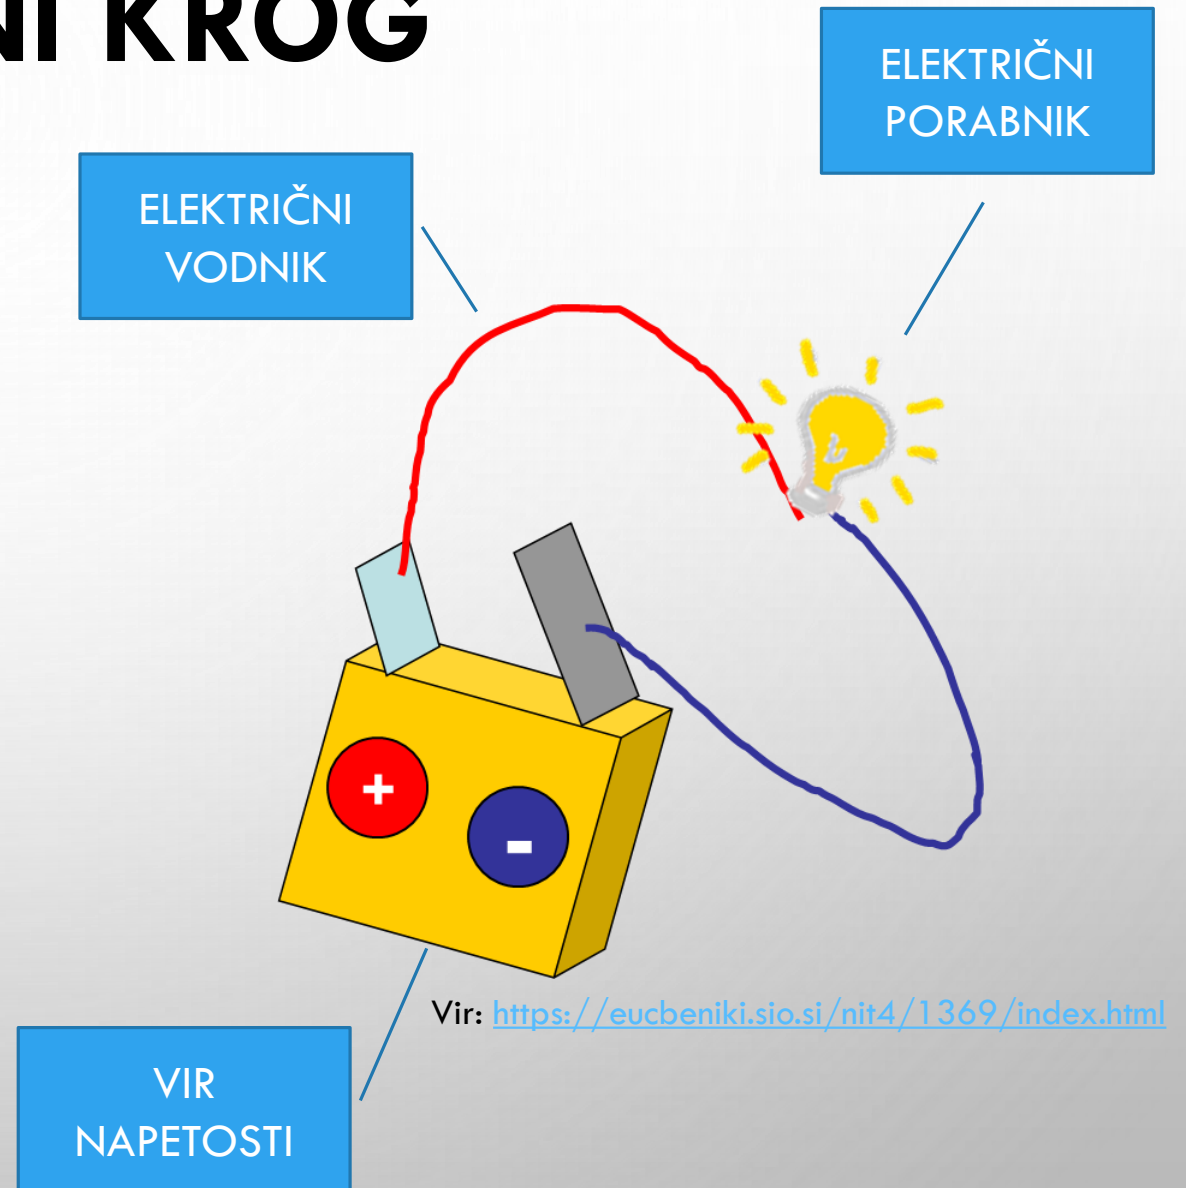 NI KROG
ELEKTRIČNI
PORABNIK
ELEKTRIČNI
VODNIK
+
-
Vir: https://eucbeniki.sio.si/nit4/1369/index.html
VIR
NAPETOSTI